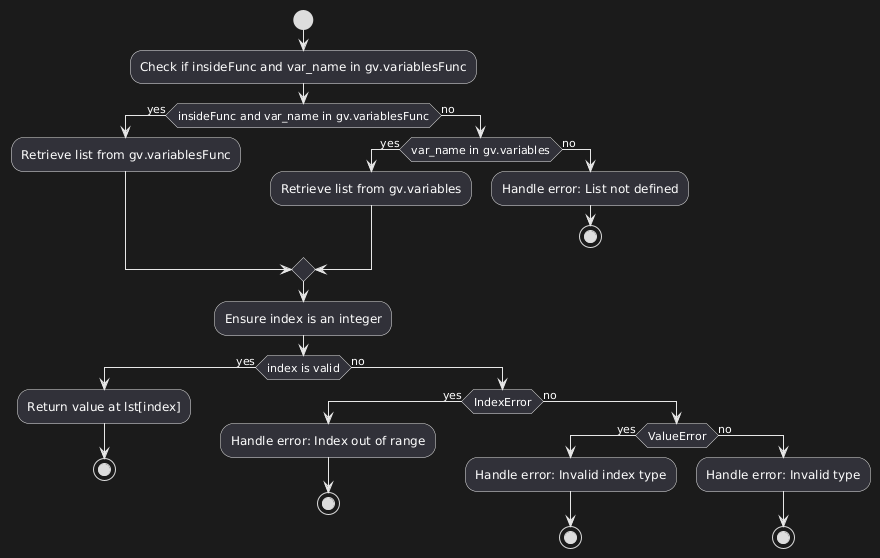 Check if insideFunc and var_name in gv.variablesFunc
yes
insideFunc and var_name in gv.variablesFunc
no
Retrieve list from gv.variablesFunc
yes
var_name in gv.variables
no
Retrieve list from gv.variables
Handle error: List not defined
Ensure index is an integer
yes
index is valid
no
Return value at lst[index]
yes
IndexError
no
Handle error: Index out of range
yes
ValueError
no
Handle error: Invalid index type
Handle error: Invalid type